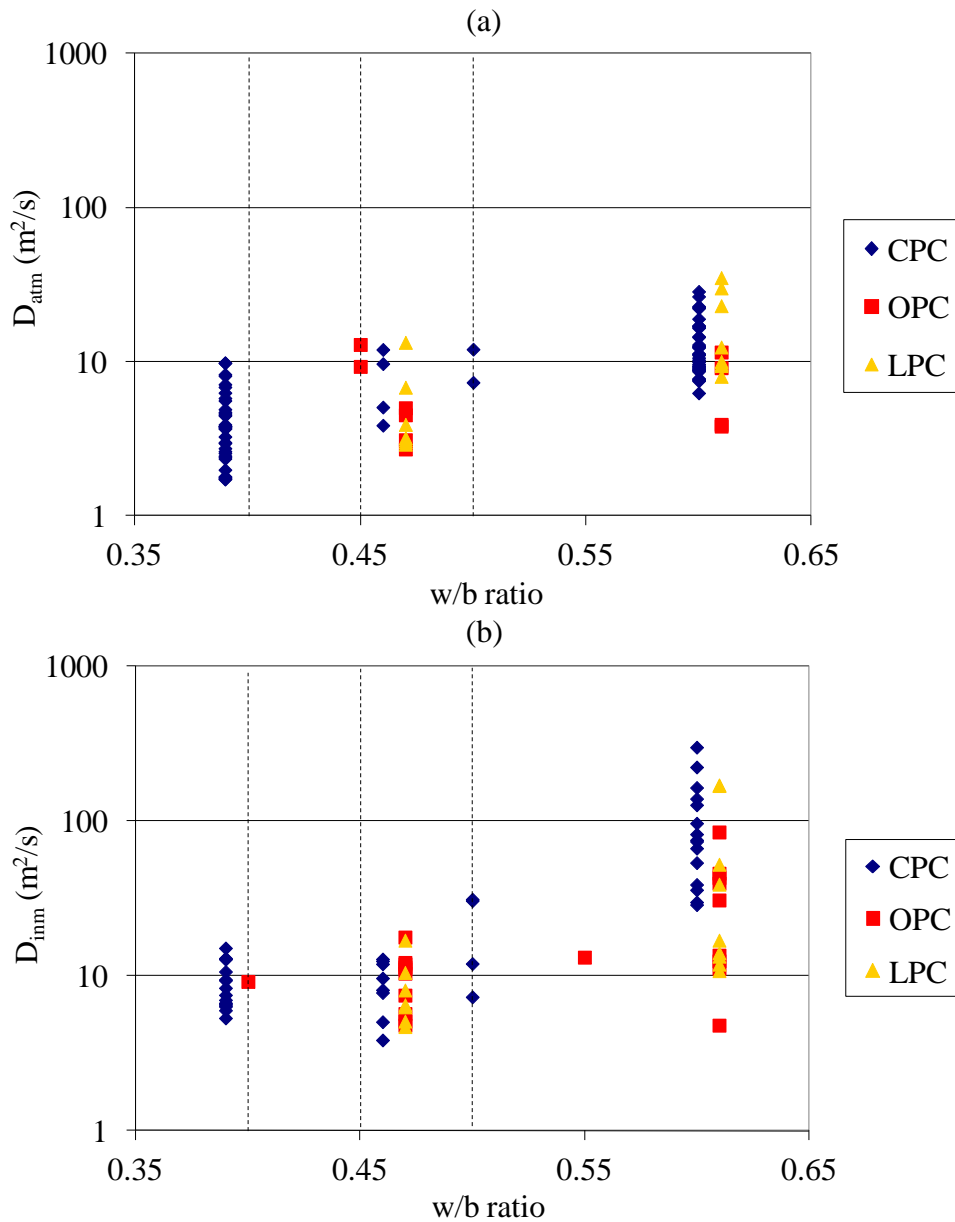 (a)
1000
100
10
1
D_atm (m²/s)
0.35 0.45 0.55 0.65
w/b ratio
CPC
OPC
LPC
(b)
1000
100
10
1
D_inm (m²/s)
0.35 0.45 0.55 0.65
w/b ratio
CPC
OPC
LPC